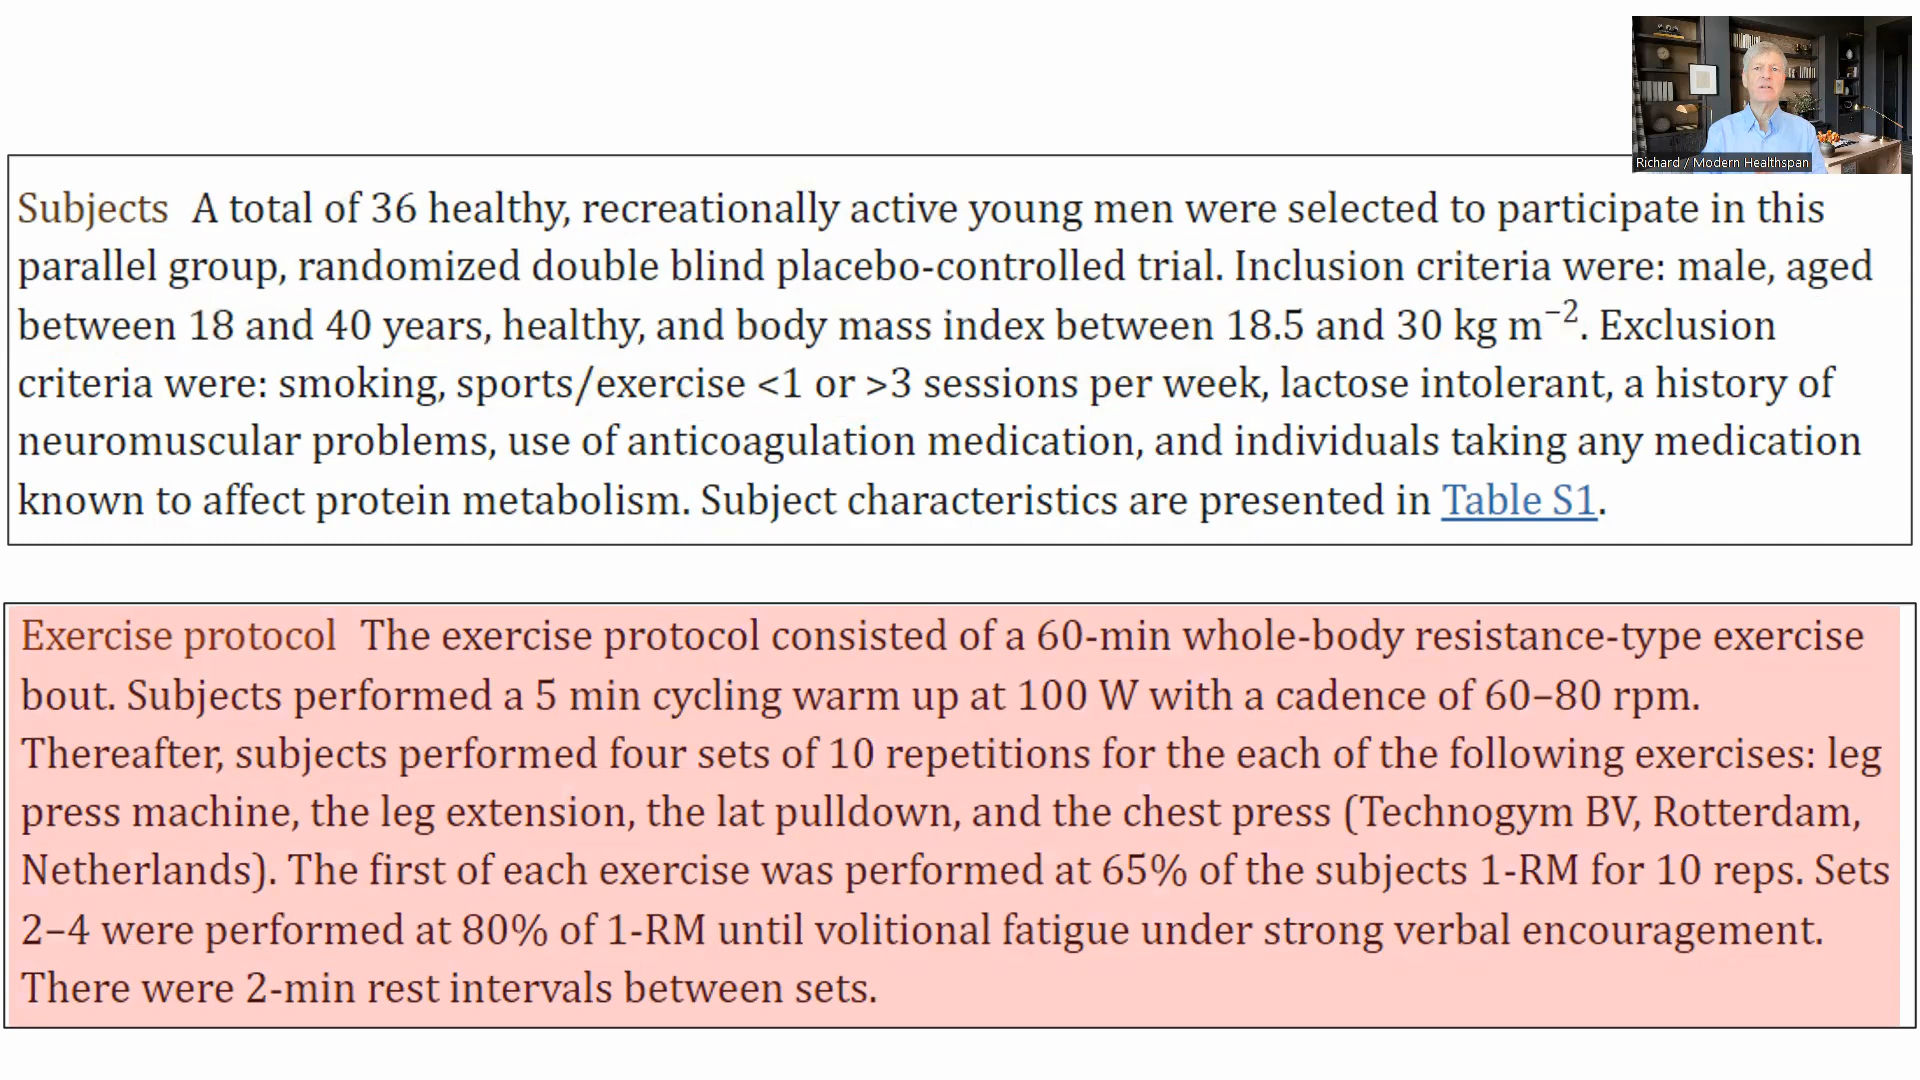 Richard / Modern Healthspan
Subjects A total of 36 healthy, recreationally active young men were selected to participate in this
parallel group, randomized double blind placebo-controlled trial. Inclusion criteria were: male, aged
between 18 and 40 years, healthy, and body mass index between 18.5 and 30 kg m⁻². Exclusion
criteria were: smoking, sports/exercise <1 or >3 sessions per week, lactose intolerant, a history of
neuromuscular problems, use of anticoagulation medication, and individuals taking any medication
known to affect protein metabolism. Subject characteristics are presented in Table S1.
Exercise protocol The exercise protocol consisted of a 60-min whole-body resistance-type exercise
bout. Subjects performed a 5 min cycling warm up at 100 W with a cadence of 60–80 rpm.
Thereafter, subjects performed four sets of 10 repetitions for the each of the following exercises: leg
press machine, the leg extension, the lat pulldown, and the chest press (Technogym BV, Rotterdam,
Netherlands). The first of each exercise was performed at 65% of the subjects 1-RM for 10 reps. Sets
2–4 were performed at 80% of 1-RM until volitional fatigue under strong verbal encouragement.
There were 2-min rest intervals between sets.